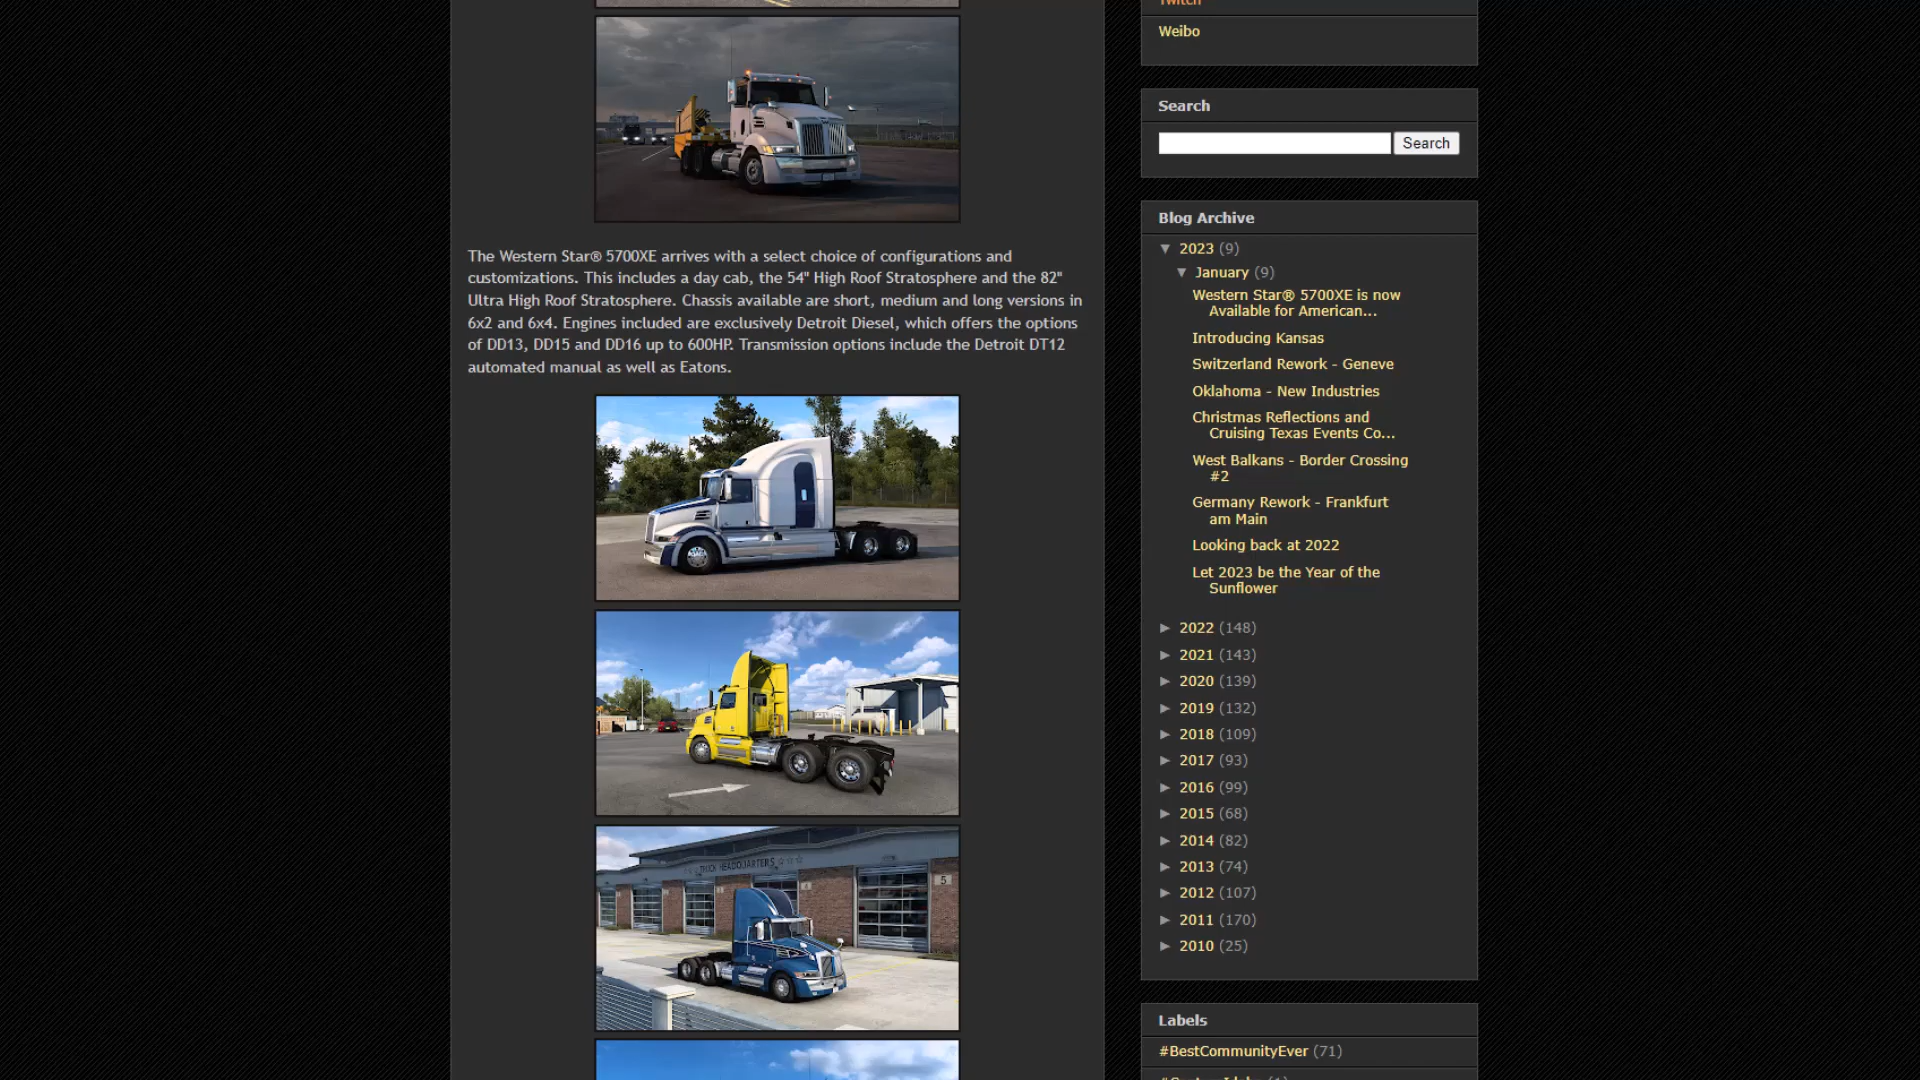 Twitch
Weibo
Search
Search
The Western Star® 5700XE arrives with a select choice of configurations and
customizations. This includes a day cab, the 54" High Roof Stratosphere and the 82"
Ultra High Roof Stratosphere. Chassis available are short, medium and long versions in
6x2 and 6x4. Engines included are exclusively Detroit Diesel, which offers the options
of DD13, DD15 and DD16 up to 600HP. Transmission options include the Detroit DT12
automated manual as well as Eatons.
TRUCK HEADQUARTERS
5
Blog Archive
▼ 2023 (9)
▼ January (9)
Western Star® 5700XE is now
Available for American...
Introducing Kansas
Switzerland Rework - Geneve
Oklahoma - New Industries
Christmas Reflections and
Cruising Texas Events Co...
West Balkans - Border Crossing
#2
Germany Rework - Frankfurt
am Main
Looking back at 2022
Let 2023 be the Year of the
Sunflower
► 2022 (148)
► 2021 (143)
► 2020 (139)
► 2019 (132)
► 2018 (109)
► 2017 (93)
► 2016 (99)
► 2015 (68)
► 2014 (82)
► 2013 (74)
► 2012 (107)
► 2011 (170)
► 2010 (25)
Labels
#BestCommunityEver (71)